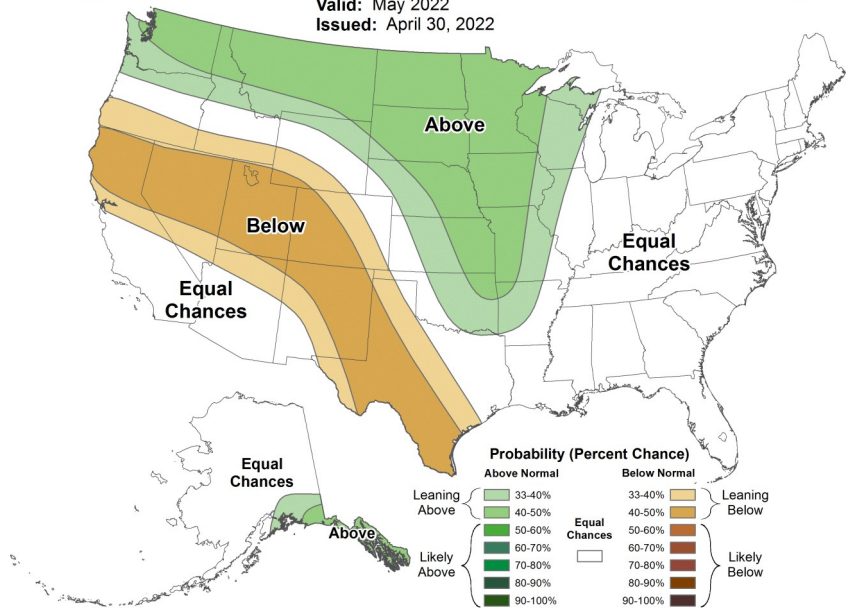 Valid: May 2022
Issued: April 30, 2022
Above
Below
Equal
Chances
Equal
Chances
Equal
Chances
Above
Probability (Percent Chance)
Above Normal
Below Normal
Leaning
Above
33-40%
40-50%
50-60%
60-70%
70-80%
80-90%
90-100%
Likely
Above
Equal
Chances
33-40%
40-50%
50-60%
60-70%
70-80%
80-90%
90-100%
Leaning
Below
Likely
Below